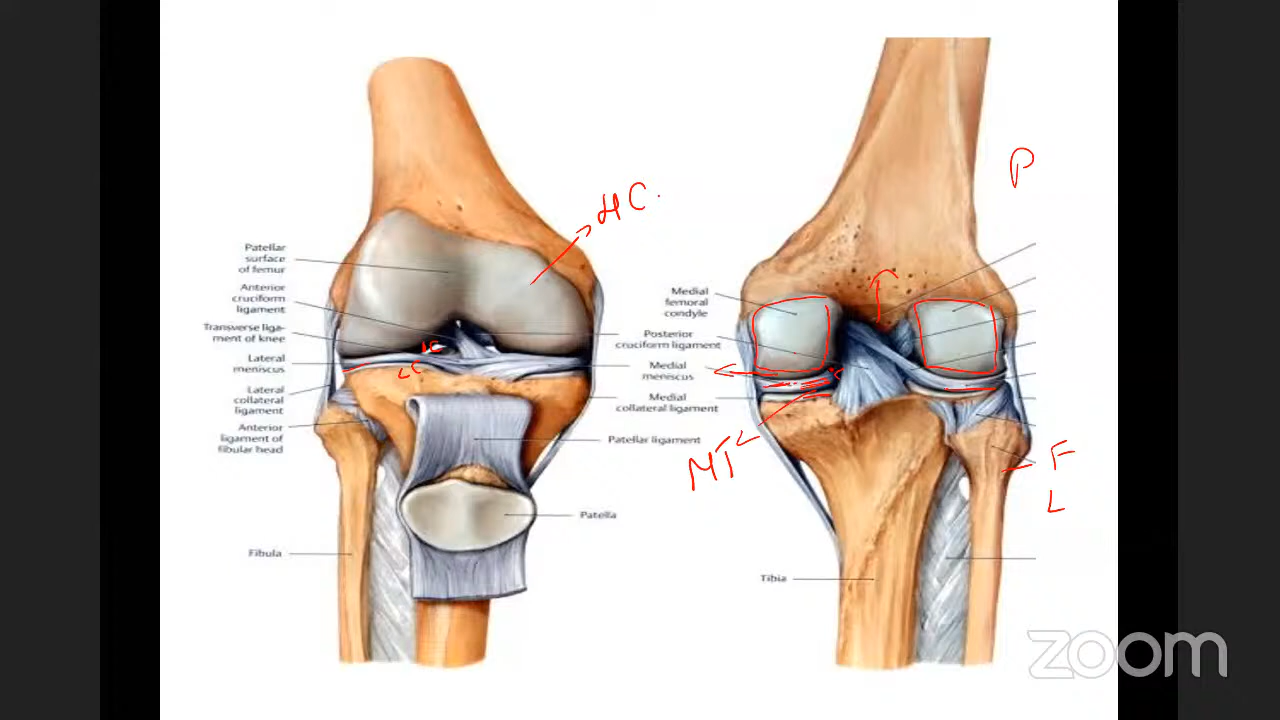 Patellar
surface
of femur
Anterior
cruciform
ligament
Transverse liga-
ment of knee
Lateral
meniscus
Lateral
collateral
ligament
Anterior
ligament of
fibular head
Fibula
HC.
LC
Medial
femoral
condyle
Posterior
cruciform ligament
Medial
meniscus
Medial
collateral ligament
Patellar ligament
MT
Patella
Tibia
P
F
L
zoom